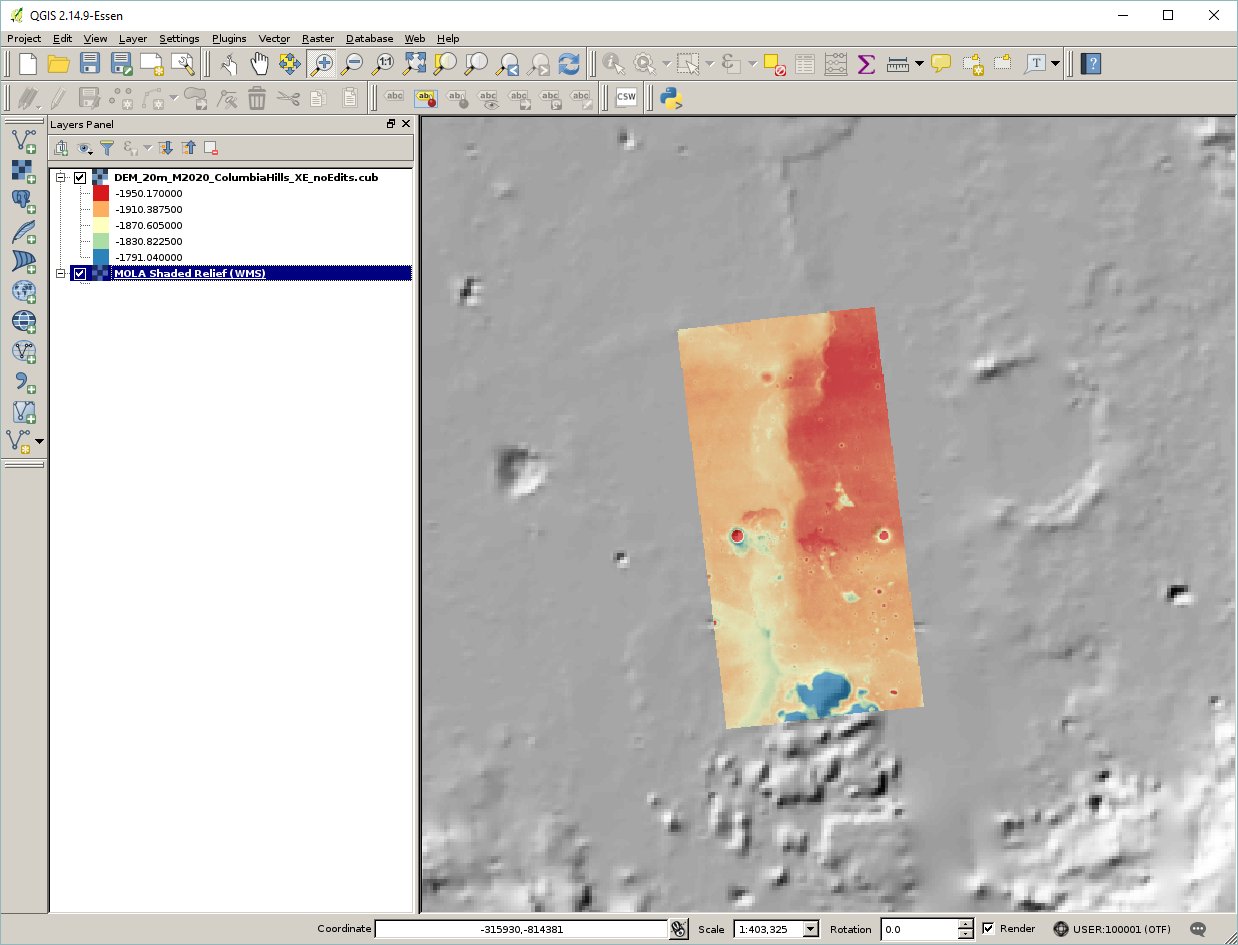 QGIS 2.14.9-Essen
Project Edit View Layer Settings Plugins Vector Raster Database Web Help
1:1
T
?
abc abc abc abc abc abc abc CSW
Layers Panel
DEM_20m_M2020_ColumbiaHills_XE_noEdits.cub
-1950.170000
-1910.387500
-1870.605000
-1830.822500
-1791.040000
MOLA Shaded Relief (WMS)
Coordinate -315930,-814381 Scale 1:403,325 Rotation 0.0 Render USER:100001 (OTF)